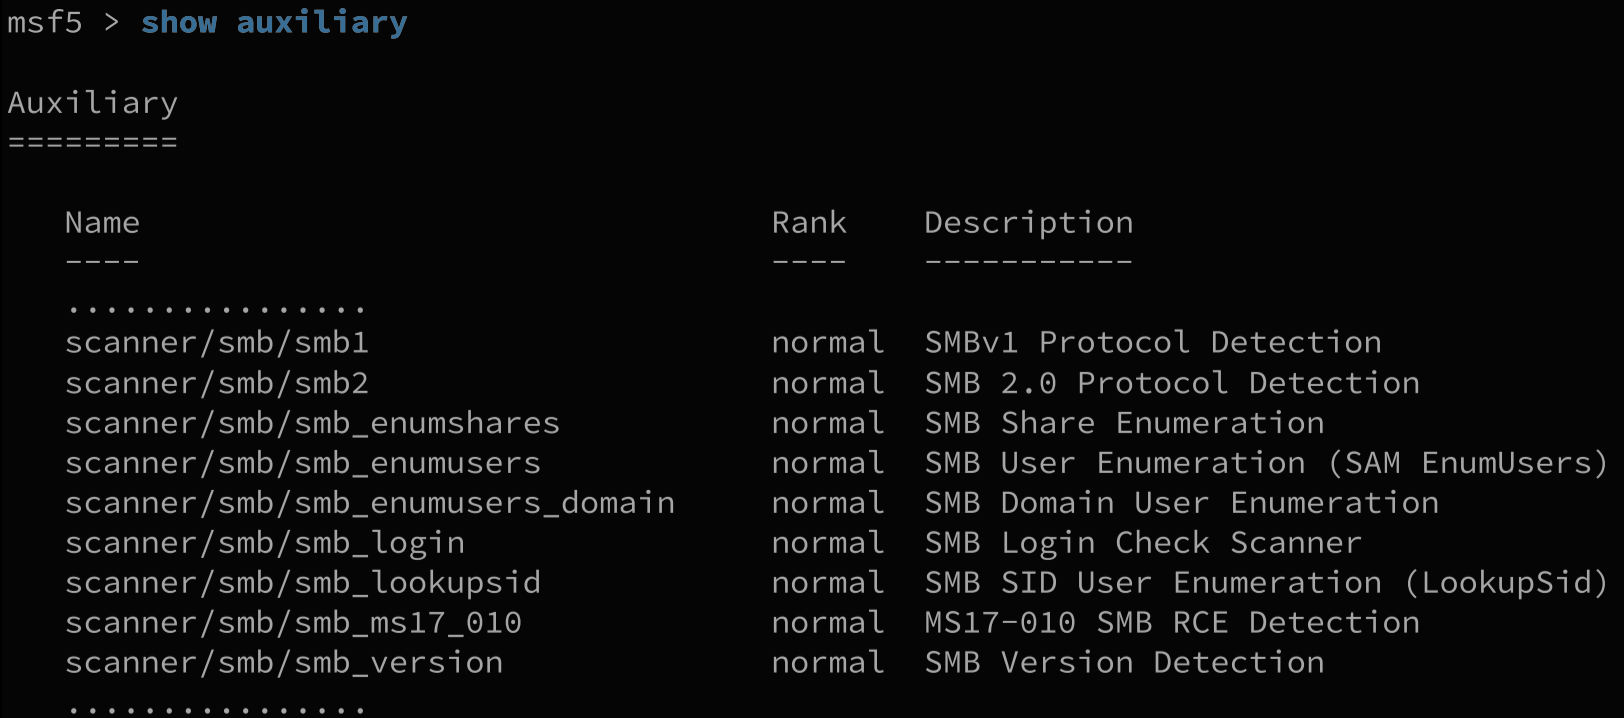 msf5 > show auxiliary
Auxiliary
=========
Name Rank Description
---- ---- -----------
................
scanner/smb/smb1 normal SMBv1 Protocol Detection
scanner/smb/smb2 normal SMB 2.0 Protocol Detection
scanner/smb/smb_enumshares normal SMB Share Enumeration
scanner/smb/smb_enumusers normal SMB User Enumeration (SAM EnumUsers)
scanner/smb/smb_enumusers_domain normal SMB Domain User Enumeration
scanner/smb/smb_login normal SMB Login Check Scanner
scanner/smb/smb_lookupsid normal SMB SID User Enumeration (LookupSid)
scanner/smb/smb_ms17_010 normal MS17-010 SMB RCE Detection
scanner/smb/smb_version normal SMB Version Detection
................